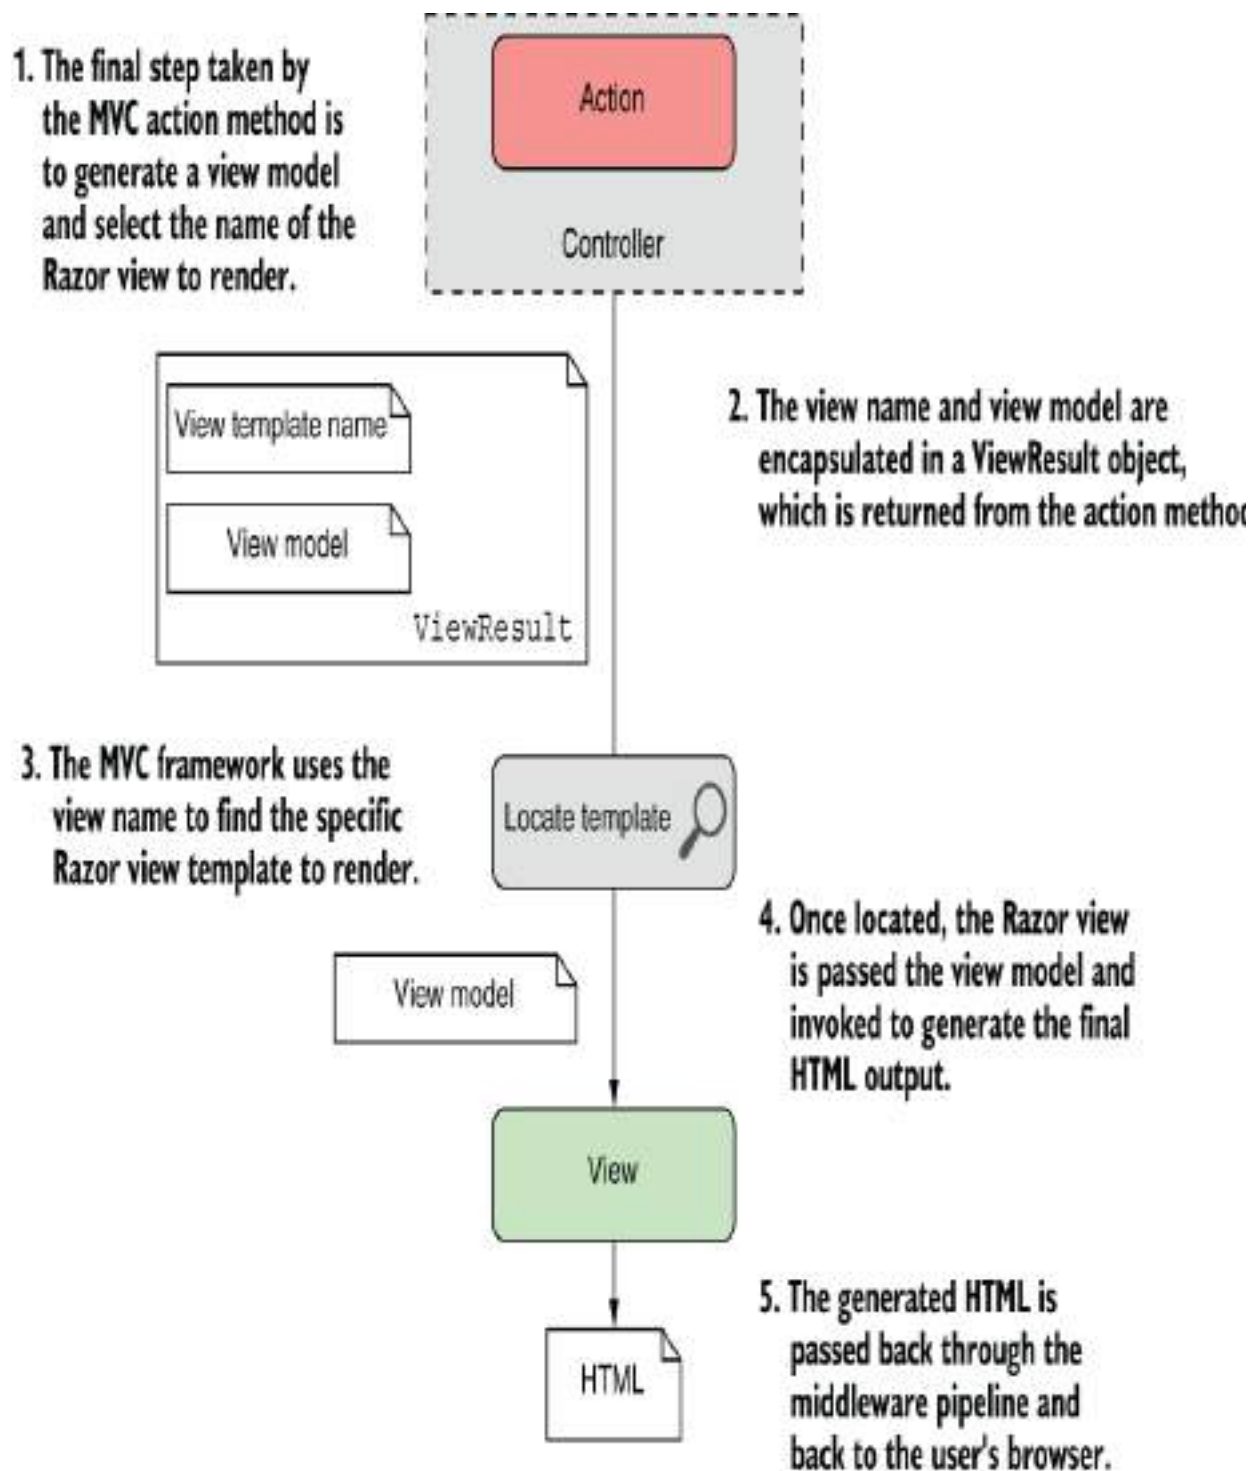 1. The final step taken by
the MVC action method is
to generate a view model
and select the name of the
Razor view to render.
Action
Controller
View template name
View model
ViewResult
2. The view name and view model are
encapsulated in a ViewResult object,
which is returned from the action method
3. The MVC framework uses the
view name to find the specific
Razor view template to render.
Locate template
View model
4. Once located, the Razor view
is passed the view model and
invoked to generate the final
HTML output.
View
HTML
5. The generated HTML is
passed back through the
middleware pipeline and
back to the user's browser.